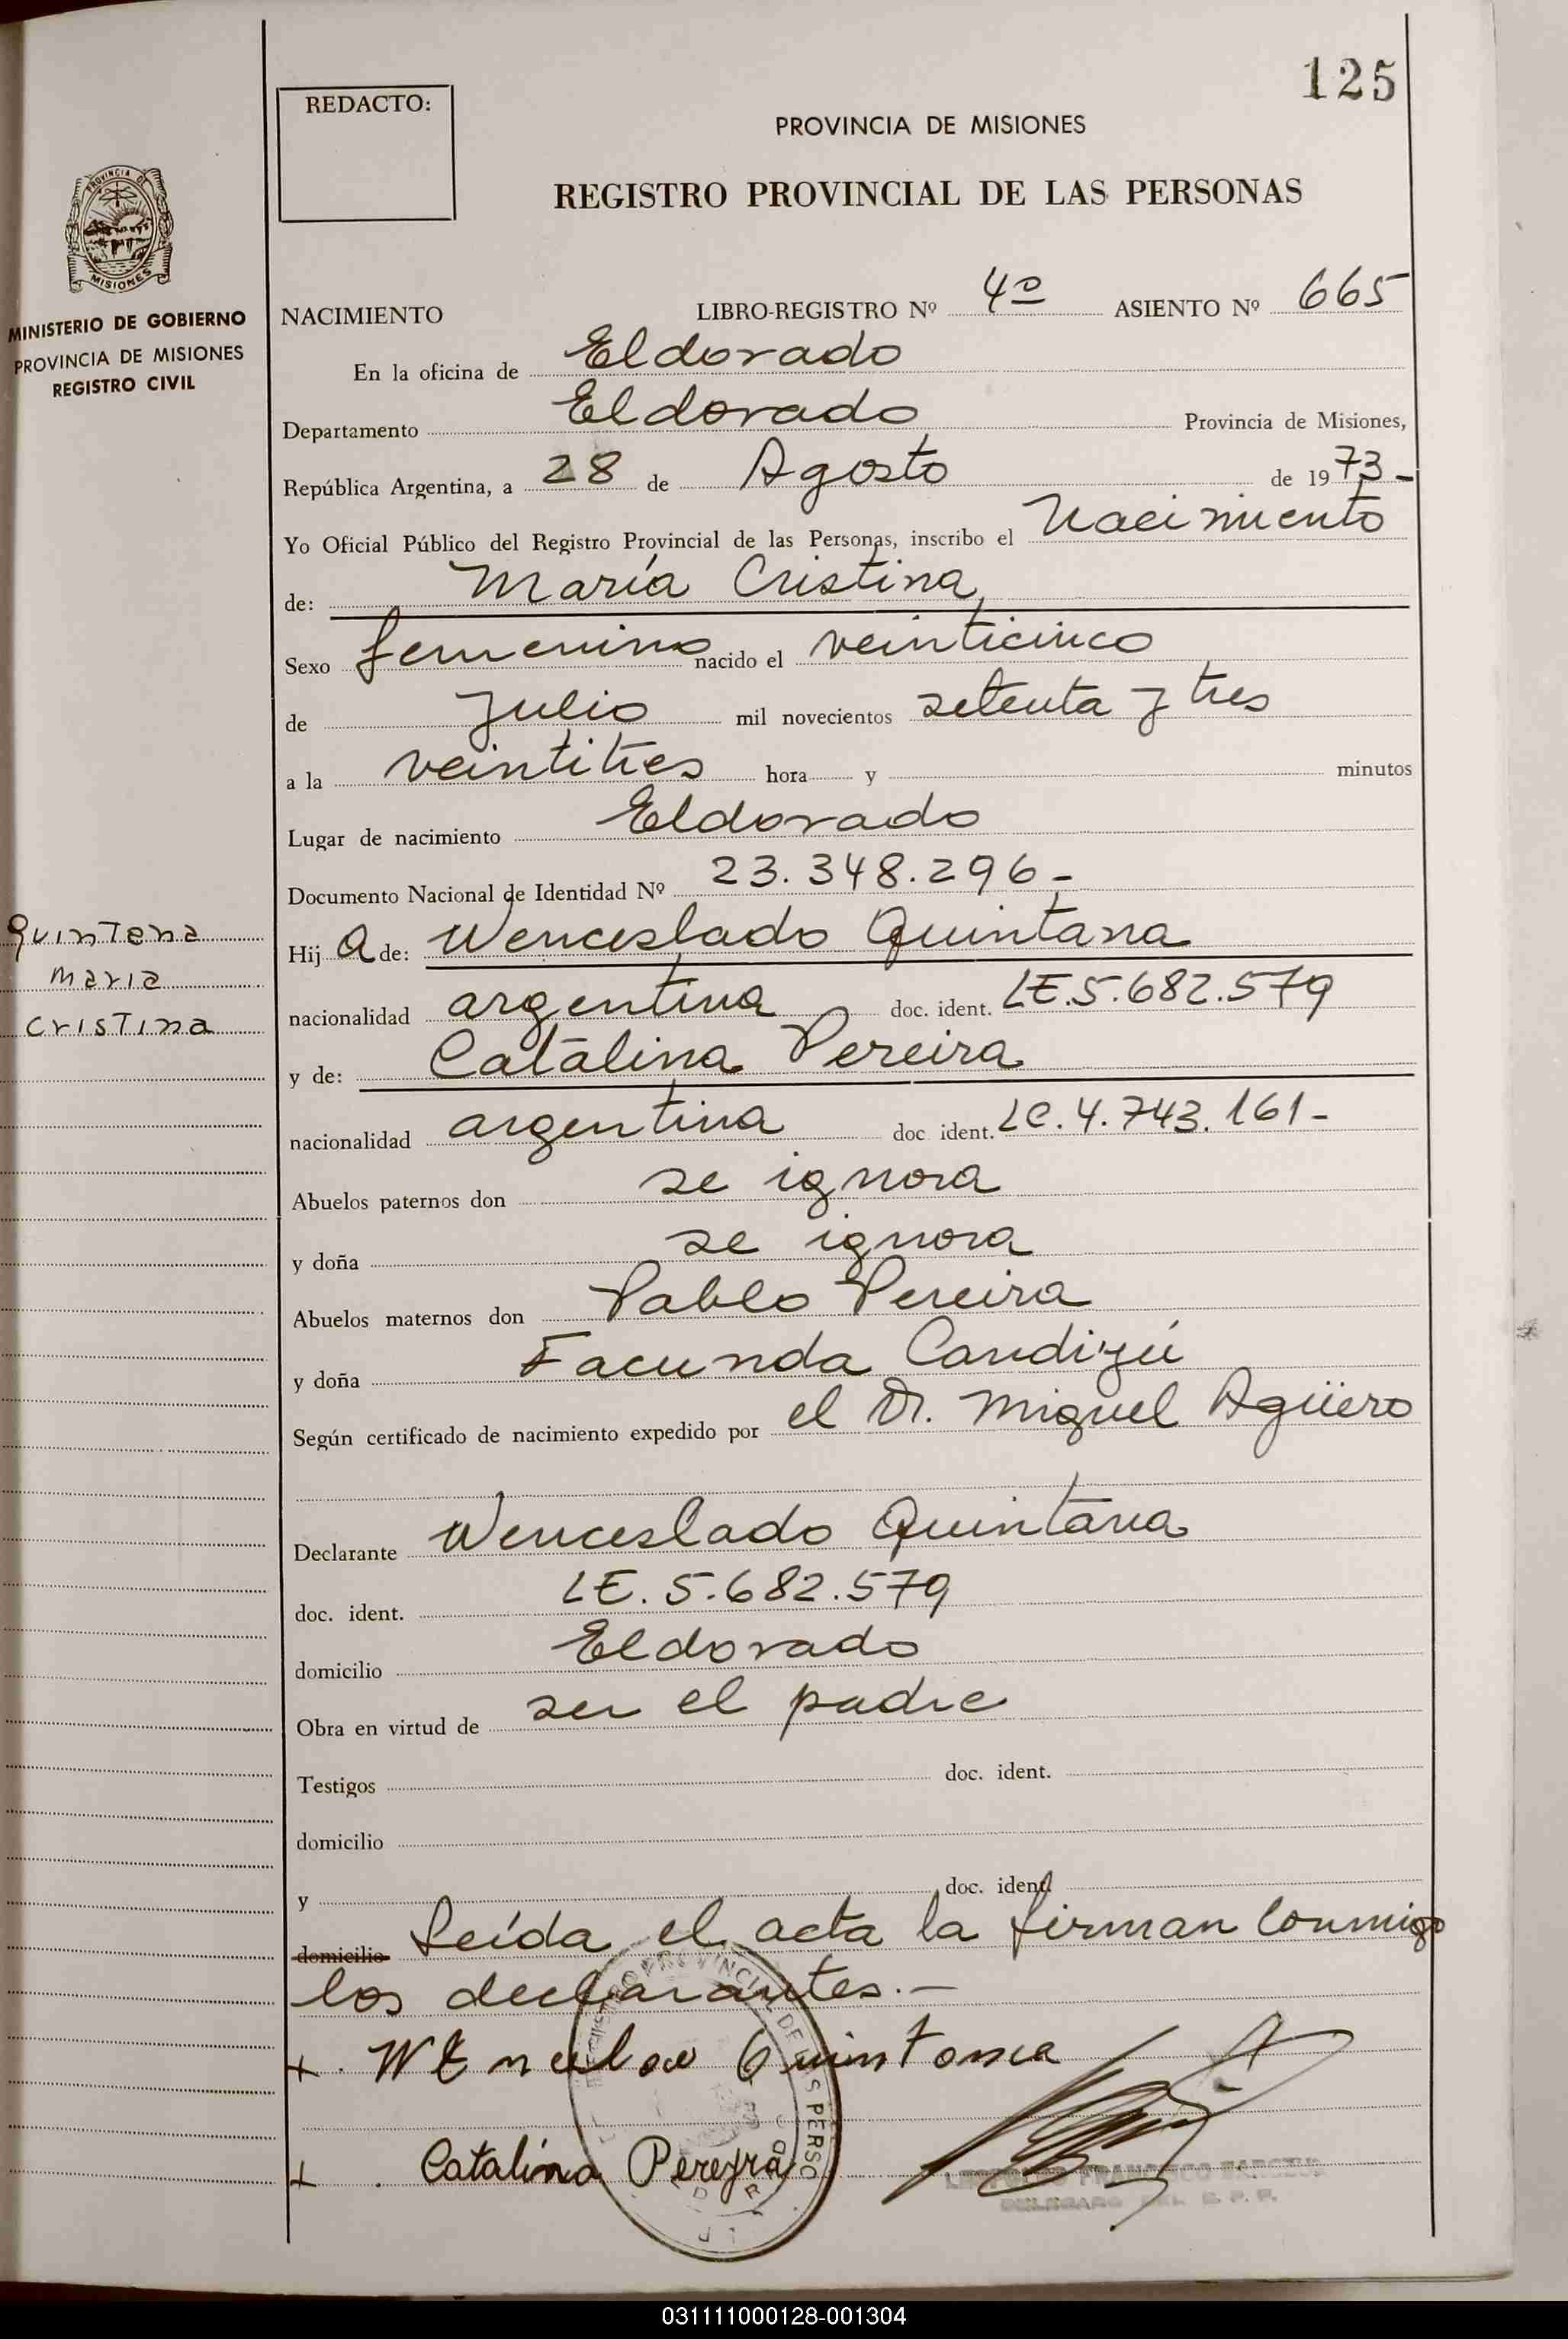 125
REDACTO:
PROVINCIA DE MISIONES
REGISTRO PROVINCIAL DE LAS PERSONAS
PROVINCIA DE
MISIONES
MINISTERIO DE GOBIERNO
PROVINCIA DE MISIONES
REGISTRO CIVIL
NACIMIENTO LIBRO-REGISTRO Nº 4º ASIENTO Nº 665
En la oficina de Eldorado
Departamento Eldorado Provincia de Misiones,
República Argentina, a 28 de Agosto de 1973-
Yo Oficial Público del Registro Provincial de las Personas, inscribo el Nacimiento
de: María Cristina,
Sexo femenino nacido el veinticinco
de Julio mil novecientos setenta y tres
a la veintitres hora y minutos
Lugar de nacimiento Eldorado
Documento Nacional de Identidad Nº 23.348.296-
Quintana
Maria
Cristina
Hija de: Wenceslado Quintana
nacionalidad argentina doc. ident. LE.5.682.579
y de: Catalina Pereira
nacionalidad argentina doc. ident. LC.4.743.161-
Abuelos paternos don se ignora
y doña se ignora
Abuelos maternos don Pablo Pereira
y doña Facunda
Según certificado de nacimiento expedido por el Dr. Miguel Agüero
Declarante Wenceslado Quintana
doc. ident. LE. 5.682.579
domicilio Eldorado
Obra en virtud de ser el padre
Testigos doc. ident.
domicilio
y doc. ident.
domicilio Leída el acta la firman conmigo
los declarantes.-
Quintana
Catalina Pereyra
031111000128-001304